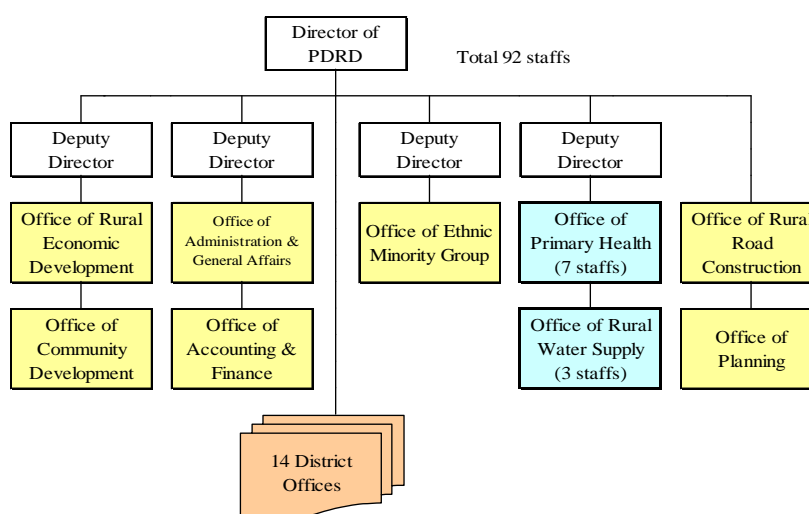 Director of
PDRD
Total 92 staffs
Deputy
Director
Deputy
Director
Deputy
Director
Deputy
Director
Office of Rural
Economic
Development
Office of
Administration &
General Affairs
Office of Ethnic
Minority Group
Office of
Primary Health
(7 staffs)
Office of Rural
Road
Construction
Office of
Community
Development
Office of
Accounting &
Finance
Office of Rural
Water Supply
(3 staffs)
Office of
Planning
14 District
Offices